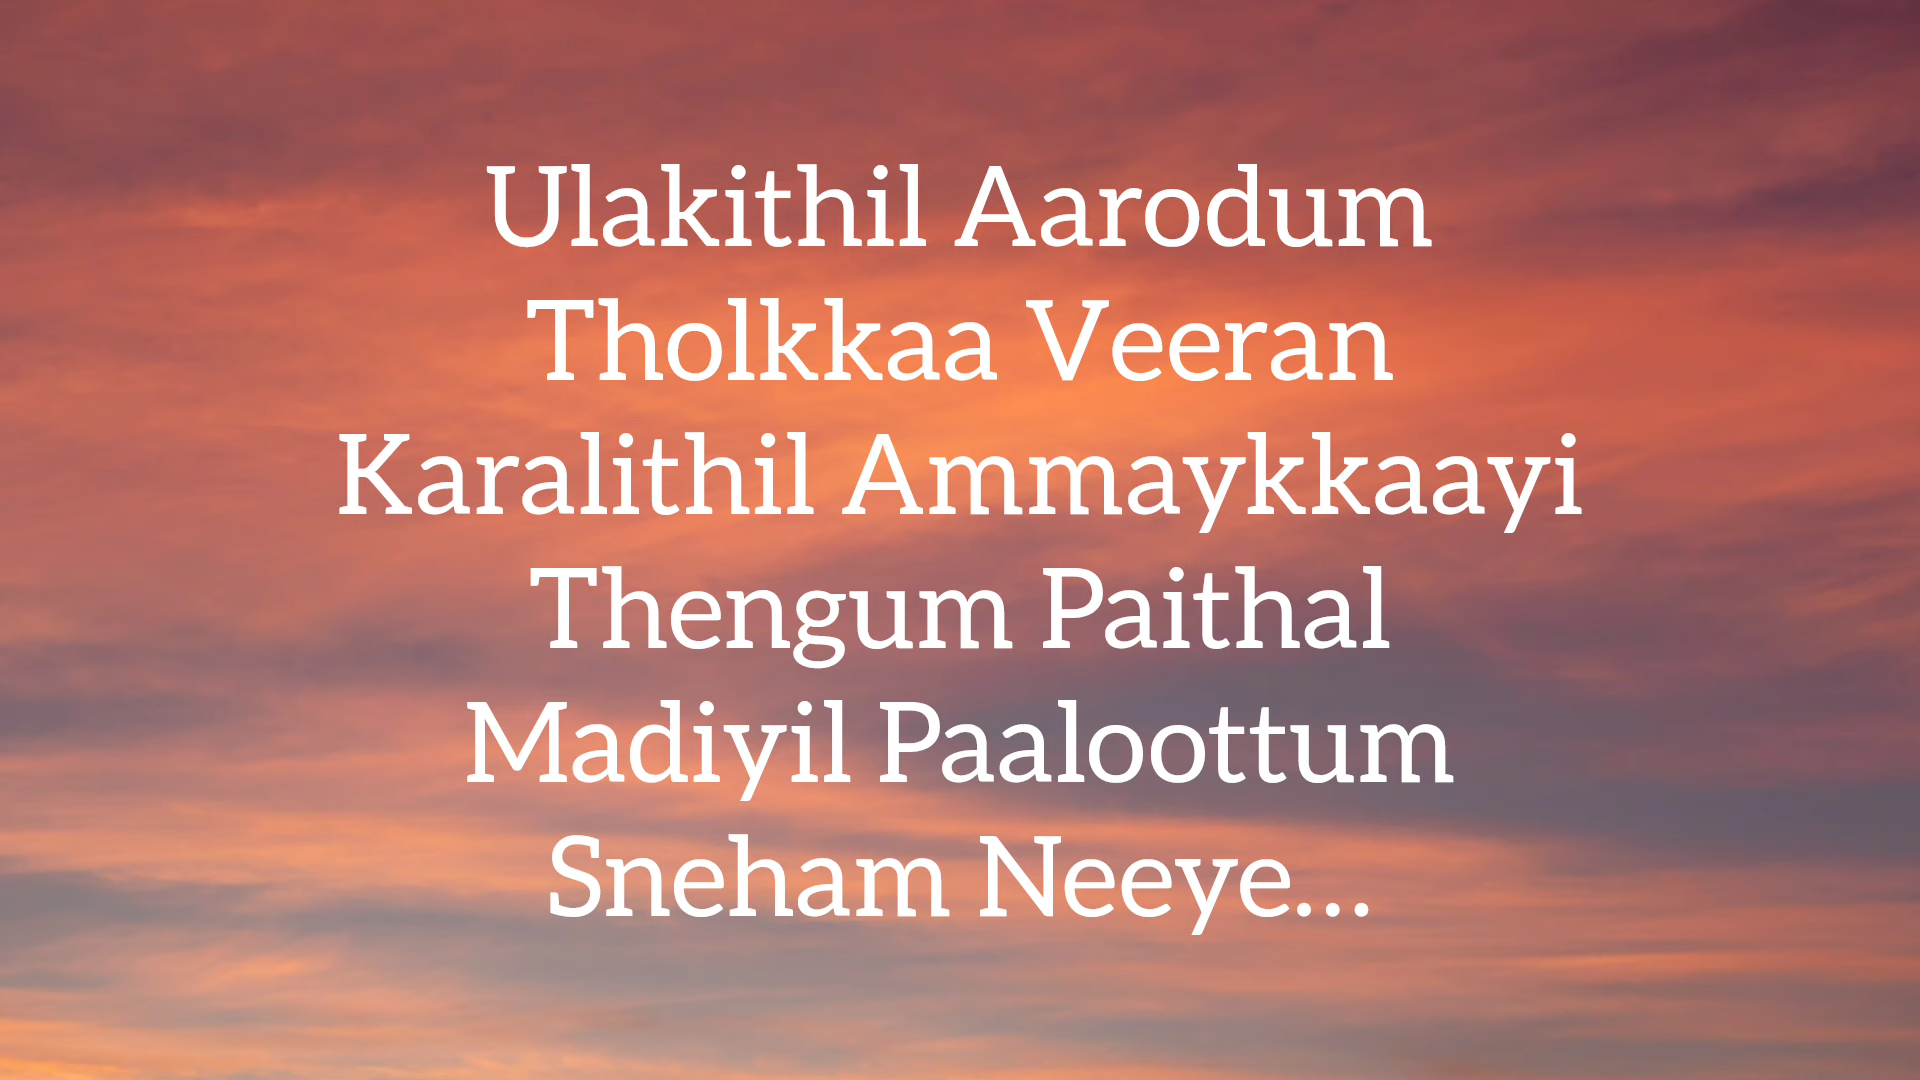 Ulakithil Aarodum
Tholkkaa Veeran
Karalithil Ammaykkaayi
Thengum Paithal
Madiyil Paaloottum
Sneham Neeye...